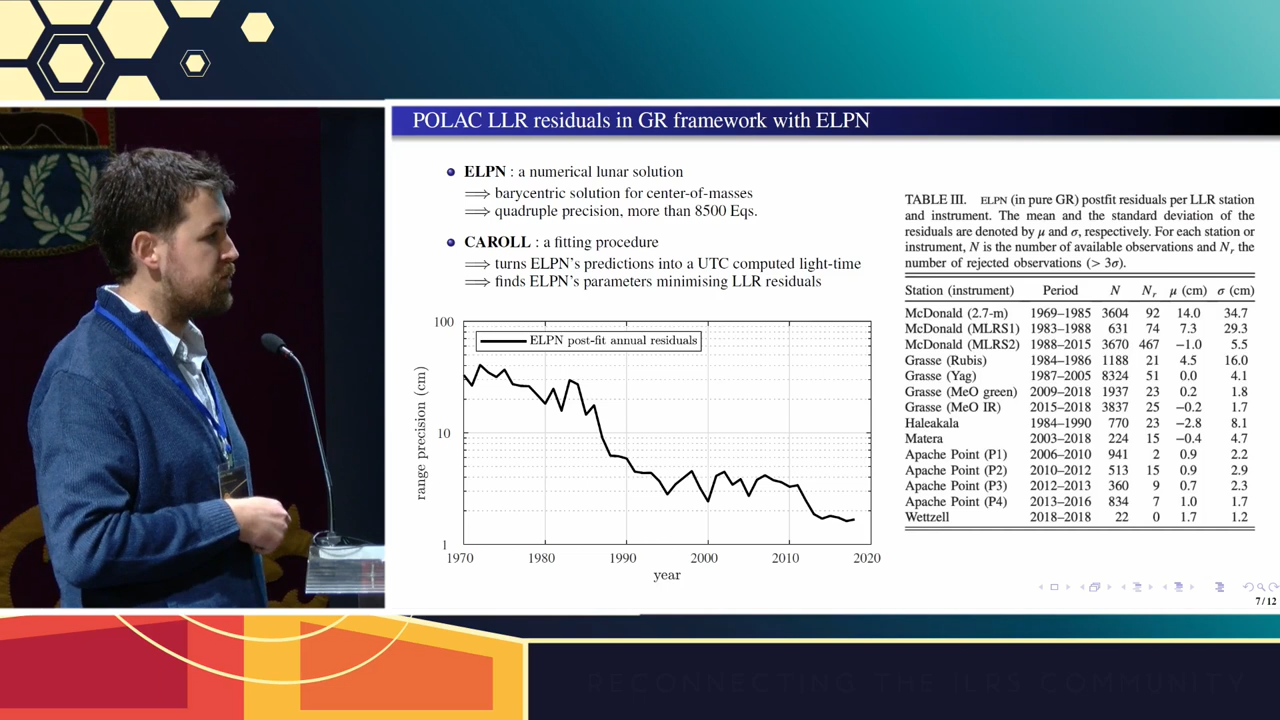 POLAC LLR residuals in GR framework with ELPN
ELPN : a numerical lunar solution
⟹ barycentric solution for center-of-masses
⟹ quadruple precision, more than 8500 Eqs.
CAROLL : a fitting procedure
⟹ turns ELPN's predictions into a UTC computed light-time
⟹ finds ELPN's parameters minimising LLR residuals
100
10
1
range precision (cm)
ELPN post-fit annual residuals
1970 1980 1990 2000 2010 2020
year
TABLE III. ELPN (in pure GR) postfit residuals per LLR station
and instrument. The mean and the standard deviation of the
residuals are denoted by μ and σ, respectively. For each station or
instrument, N is the number of available observations and Nr the
number of rejected observations (> 3σ).
Station (instrument) Period N Nr μ (cm) σ (cm)
McDonald (2.7-m) 1969–1985 3604 92 14.0 34.7
McDonald (MLRS1) 1983–1988 631 74 7.3 29.3
McDonald (MLRS2) 1988–2015 3670 467 −1.0 5.5
Grasse (Rubis) 1984–1986 1188 21 4.5 16.0
Grasse (Yag) 1987–2005 8324 51 0.0 4.1
Grasse (MeO green) 2009–2018 1937 23 0.2 1.8
Grasse (MeO IR) 2015–2018 3837 25 −0.2 1.7
Haleakala 1984–1990 770 23 −2.8 8.1
Matera 2003–2018 224 15 −0.4 4.7
Apache Point (P1) 2006–2010 941 2 0.9 2.2
Apache Point (P2) 2010–2012 513 15 0.9 2.9
Apache Point (P3) 2012–2013 360 9 0.7 2.3
Apache Point (P4) 2013–2016 834 7 1.0 1.7
Wettzell 2018–2018 22 0 1.7 1.2
7/12
RECONNECTING THE ILRS COMMUNITY